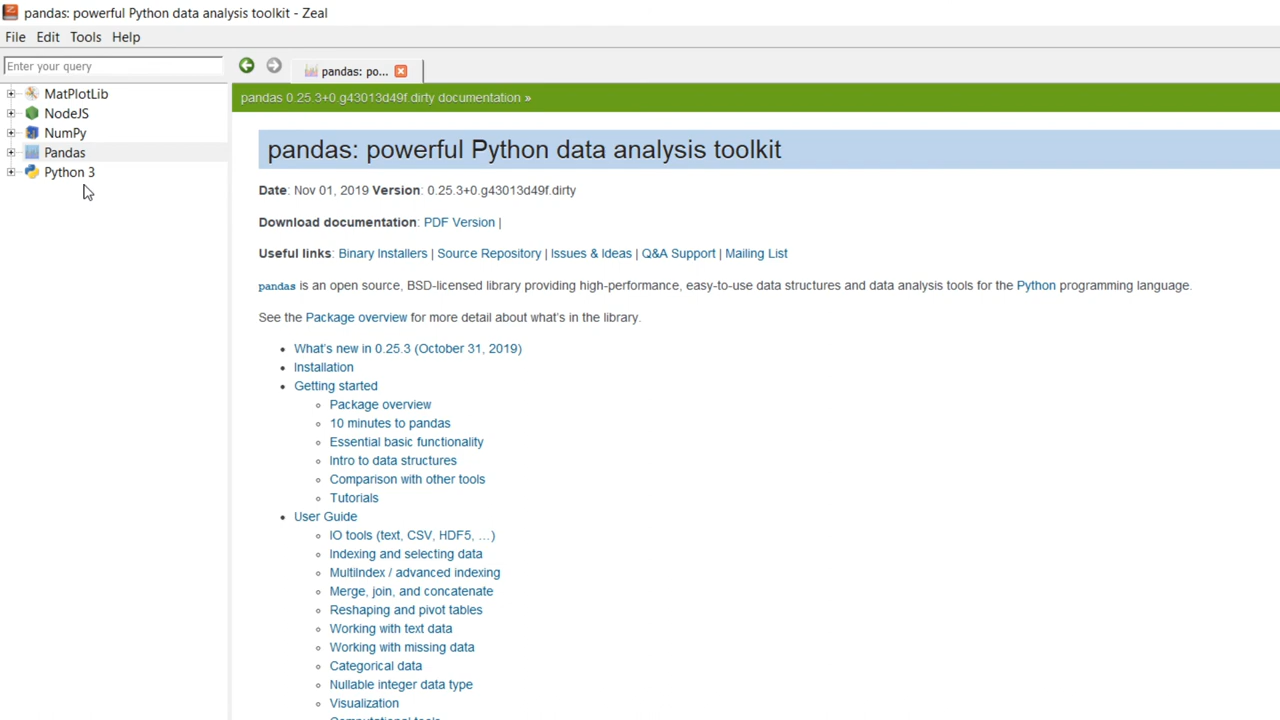 pandas: powerful Python data analysis toolkit - Zeal
File Edit Tools Help
Enter your query
pandas: po...
MatPlotLib
NodeJS
NumPy
Pandas
Python 3
pandas 0.25.3+0.g43013d49f.dirty documentation »
pandas: powerful Python data analysis toolkit
Date: Nov 01, 2019 Version: 0.25.3+0.g43013d49f.dirty
Download documentation: PDF Version |
Useful links: Binary Installers | Source Repository | Issues & Ideas | Q&A Support | Mailing List
pandas is an open source, BSD-licensed library providing high-performance, easy-to-use data structures and data analysis tools for the Python programming language.
See the Package overview for more detail about what's in the library.
What's new in 0.25.3 (October 31, 2019)
Installation
Getting started
Package overview
10 minutes to pandas
Essential basic functionality
Intro to data structures
Comparison with other tools
Tutorials
User Guide
IO tools (text, CSV, HDF5, …)
Indexing and selecting data
MultiIndex / advanced indexing
Merge, join, and concatenate
Reshaping and pivot tables
Working with text data
Working with missing data
Categorical data
Nullable integer data type
Visualization